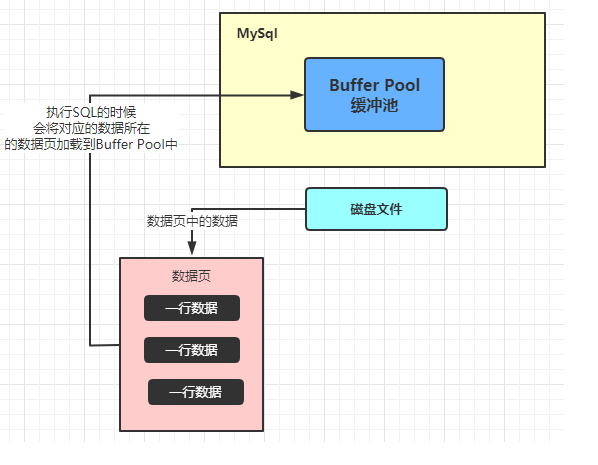 MySql
Buffer Pool
缓冲池
执行SQL的时候
会将对应的数据所在
的数据页加载到Buffer Pool中
磁盘文件
数据页中的数据
数据页
一行数据
一行数据
一行数据